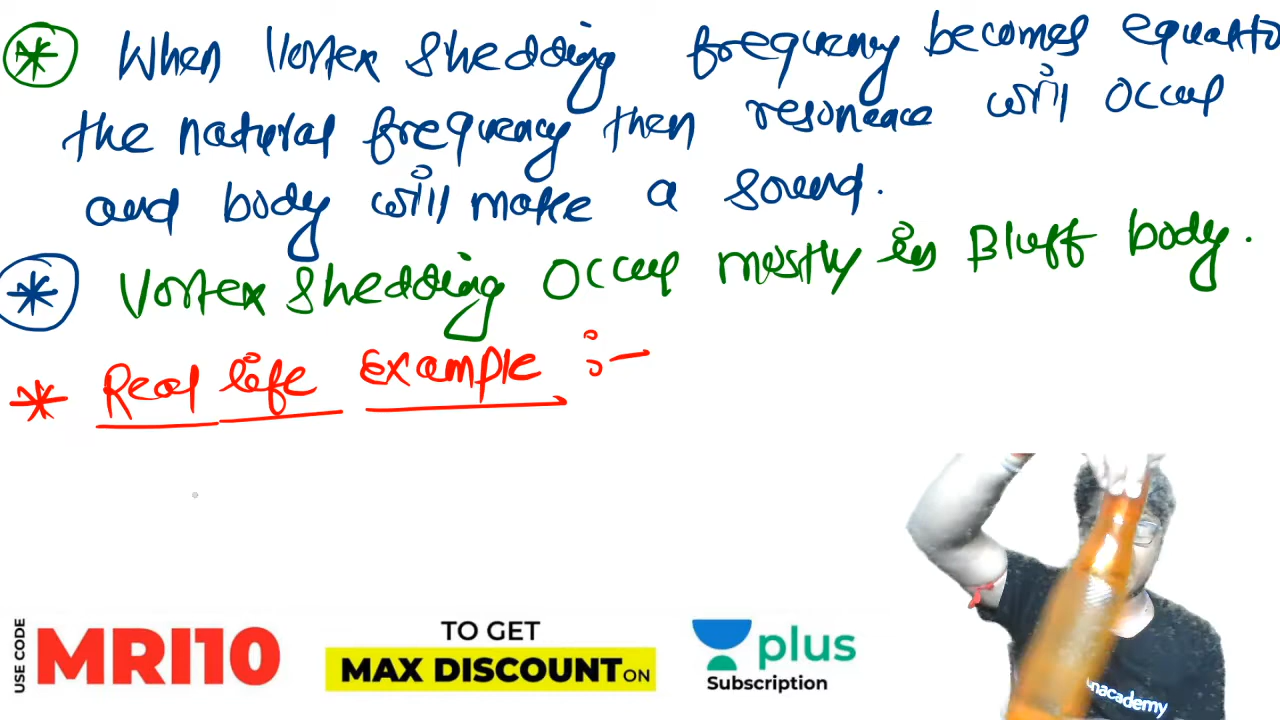 * When Vortex Shedding frequency becomes equal to
the natural frequency then resonance will occur
and body will make a sound.
* Vortex Shedding Occur mostly in Bluff body.
* Real life Example :-
USE CODE
MRI10
TO GET
MAX DISCOUNT ON
plus
Subscription
unacademy